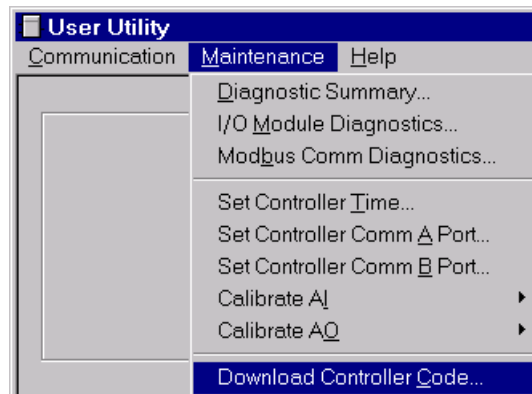 User Utility
Communication Maintenance Help
Diagnostic Summary...
I/O Module Diagnostics...
Modbus Comm Diagnostics...
Set Controller Time...
Set Controller Comm A Port...
Set Controller Comm B Port...
Calibrate AI
Calibrate AO
Download Controller Code...